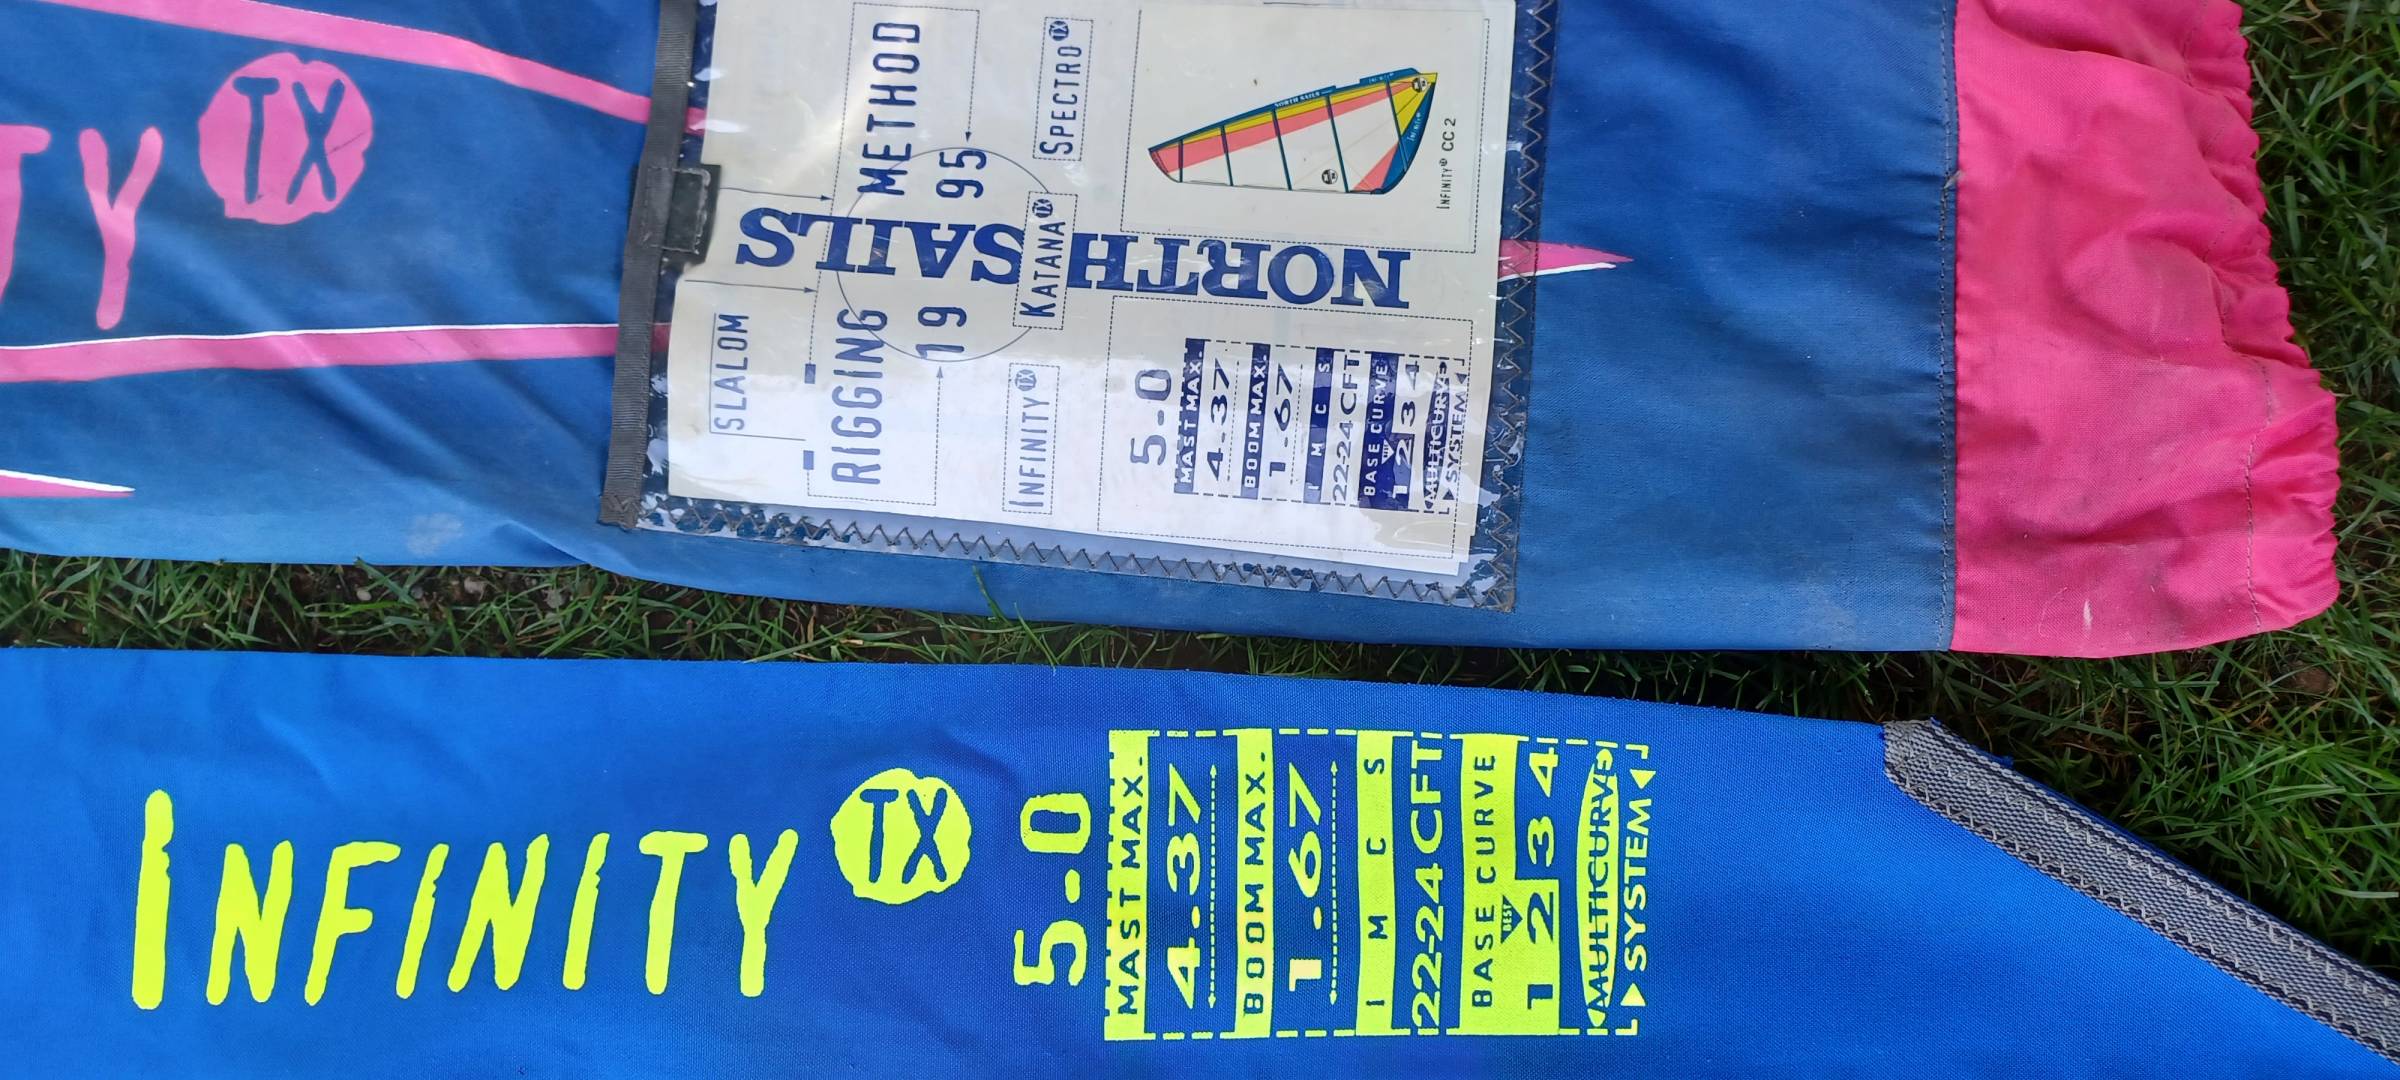 TY TX
SLALOM
RIGGING METHOD
19 95
INFINITY TX
KATANA TX
SPECTRO TX
NORTH SAILS
NORTH SAILS
INFINITY CC 2
5.0
MAST MAX.
4.37
BOOM MAX.
1.67
I M C S
22-24 CFT
BASE CURVE
1 2 3 4
MULTICURVE
SYSTEM
INFINITY TX
5.0
MAST MAX.
4.37
BOOM MAX.
1.67
I M C S
22-24 CFT
BASE CURVE
BEST
1 2 3 4
MULTICURVE
SYSTEM